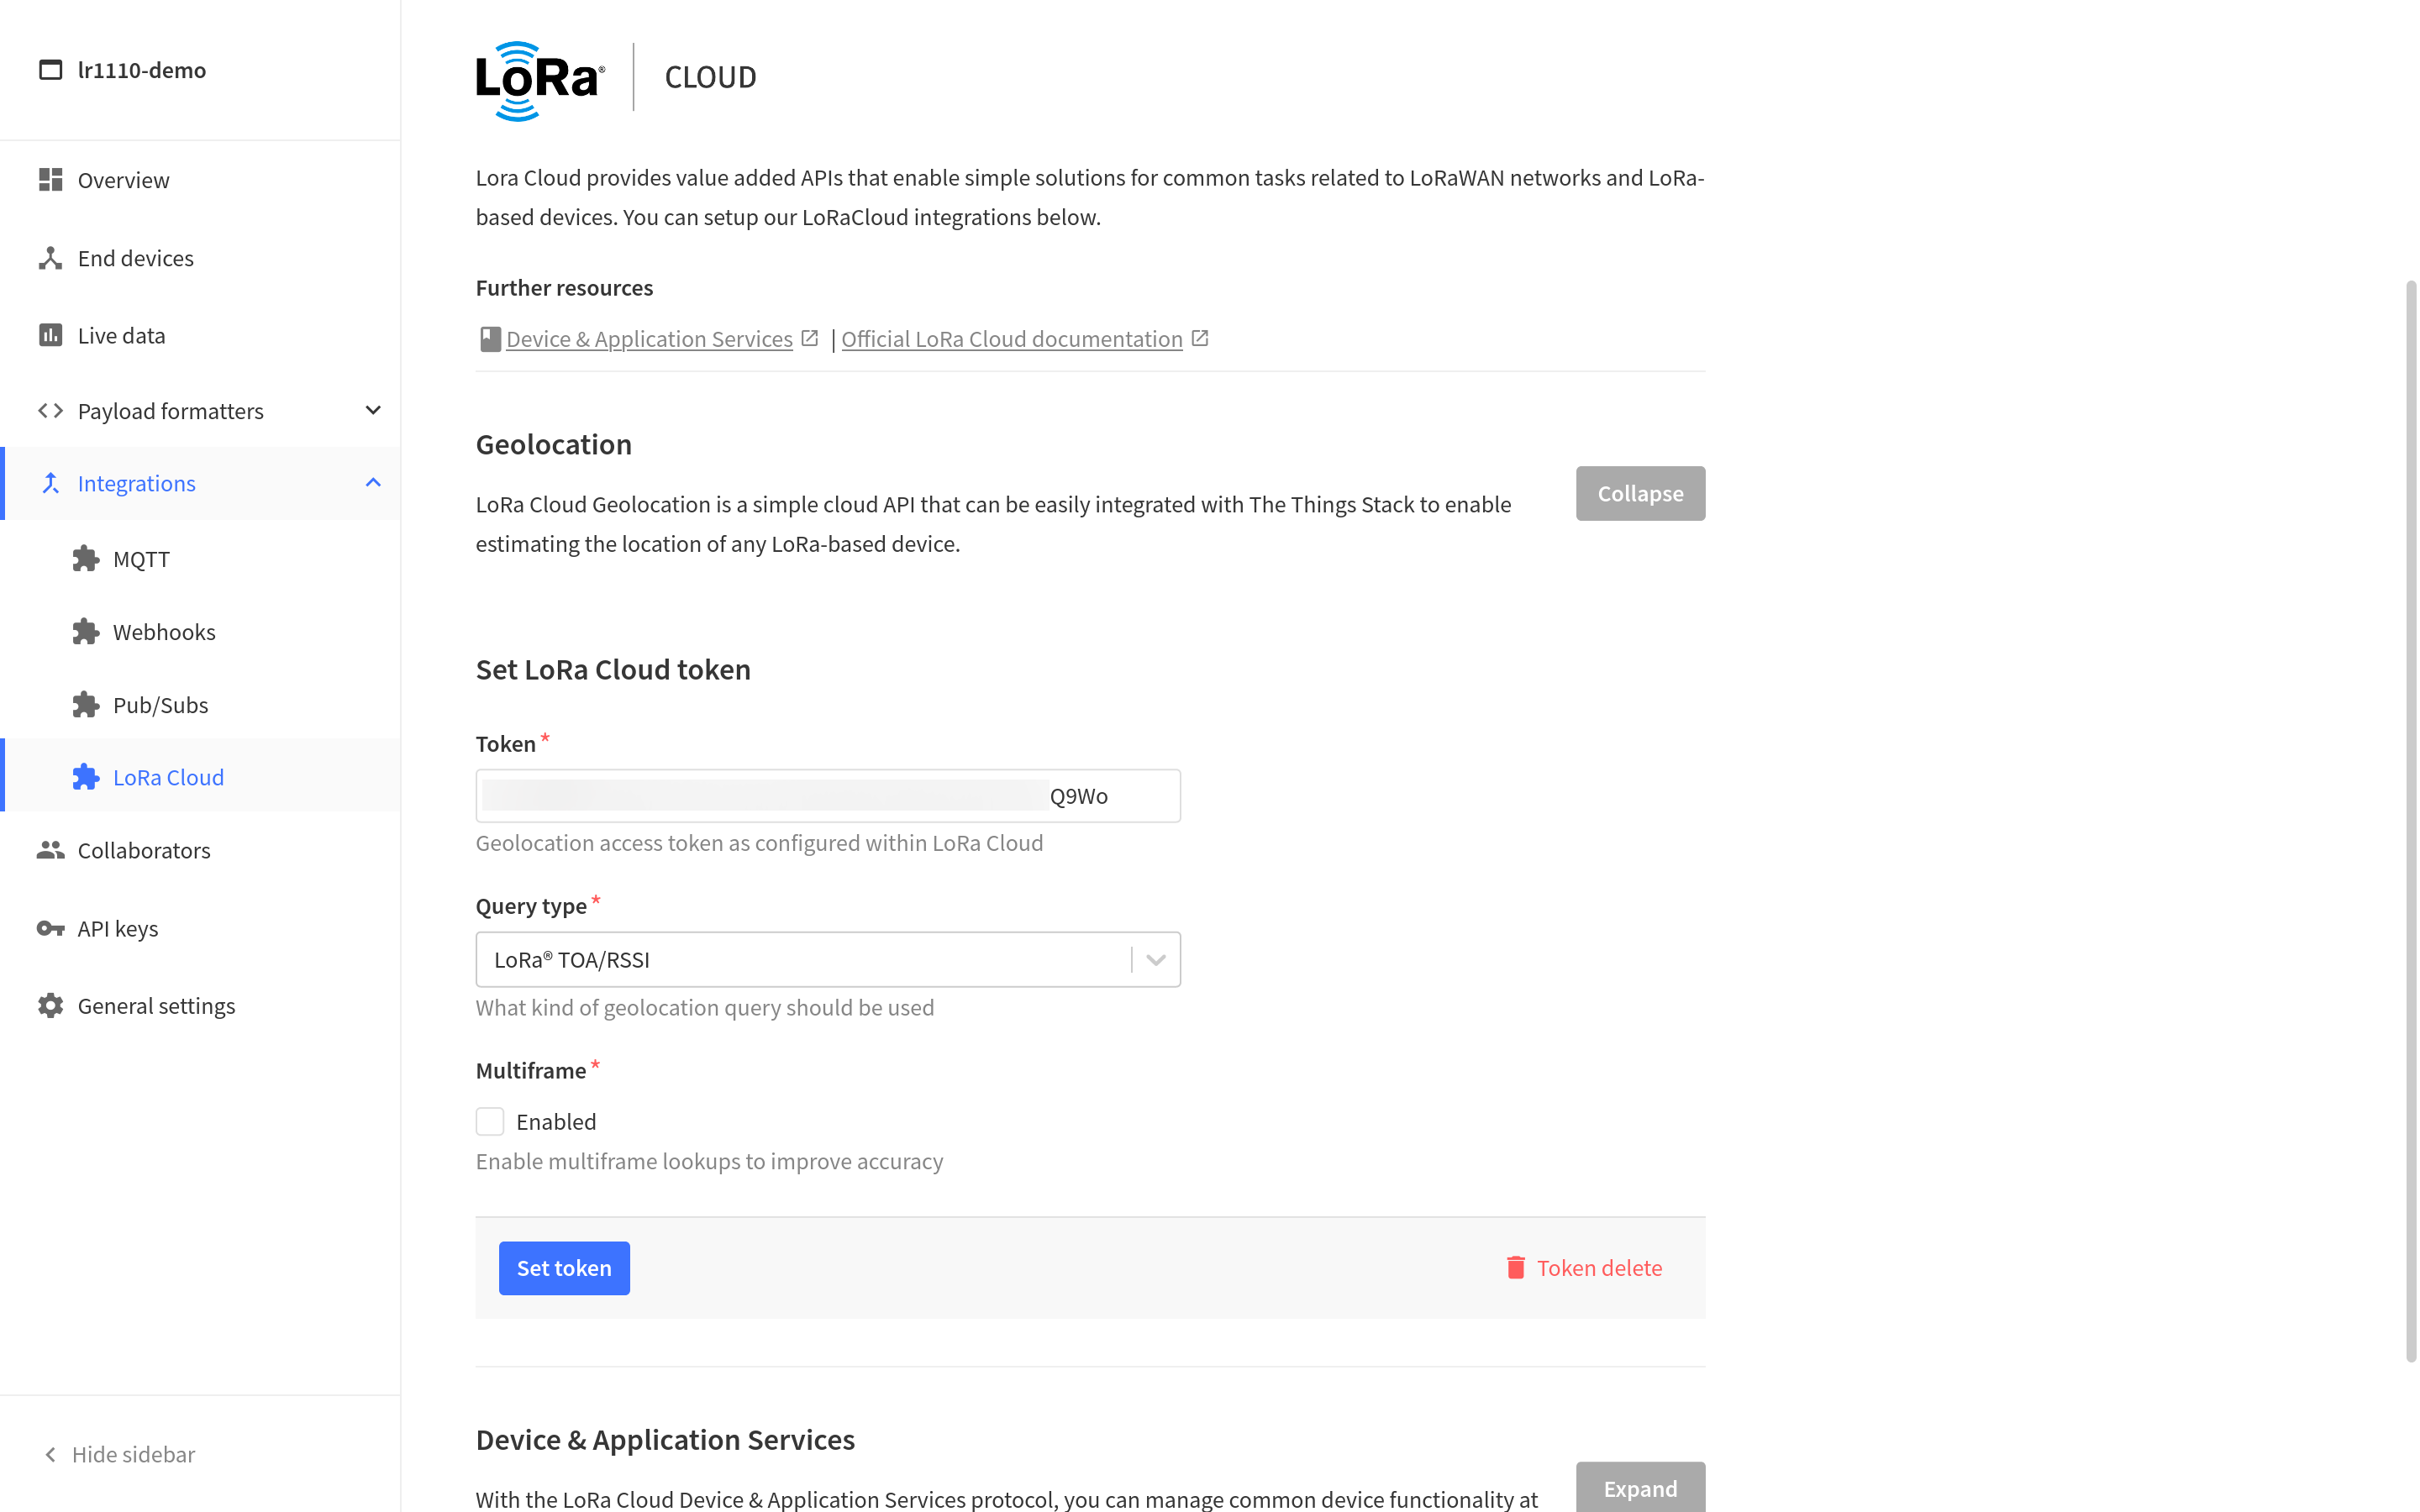 lr1110-demo
Overview
End devices
Live data
Payload formatters
Integrations
MQTT
Webhooks
Pub/Subs
LoRa Cloud
Collaborators
API keys
General settings
Hide sidebar
LoRa® CLOUD
Lora Cloud provides value added APIs that enable simple solutions for common tasks related to LoRaWAN networks and LoRa-
based devices. You can setup our LoRaCloud integrations below.
Further resources
Device & Application Services | Official LoRa Cloud documentation
Geolocation
LoRa Cloud Geolocation is a simple cloud API that can be easily integrated with The Things Stack to enable
estimating the location of any LoRa-based device.
Collapse
Set LoRa Cloud token
Token *
Q9Wo
Geolocation access token as configured within LoRa Cloud
Query type *
LoRa® TOA/RSSI
What kind of geolocation query should be used
Multiframe *
Enabled
Enable multiframe lookups to improve accuracy
Set token
Token delete
Device & Application Services
With the LoRa Cloud Device & Application Services protocol, you can manage common device functionality at
Expand